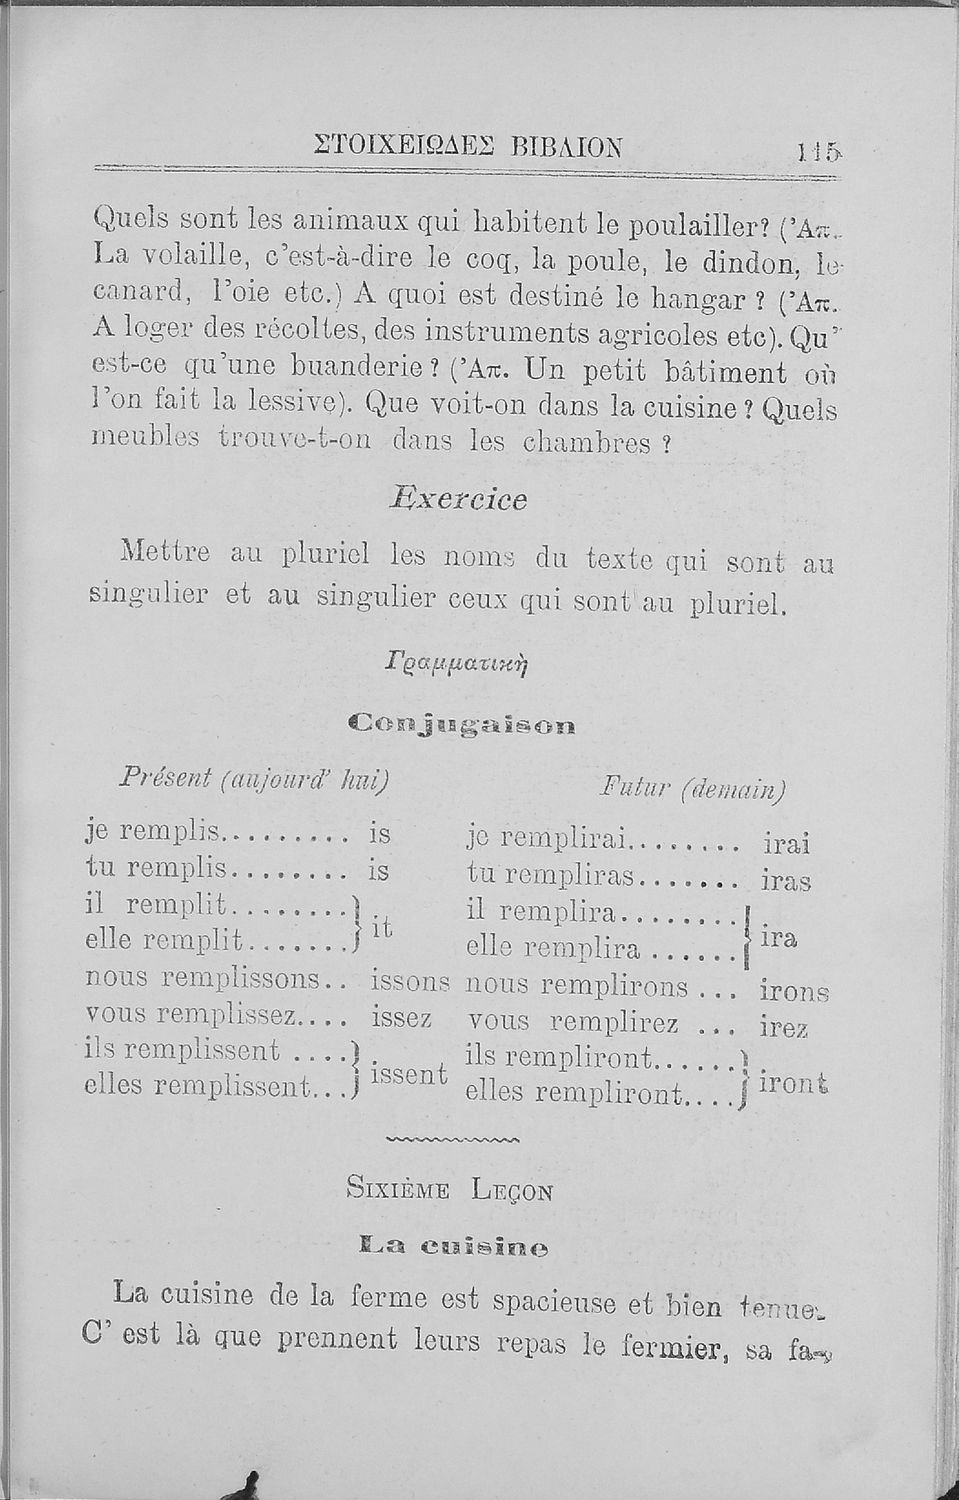 ΣΤΟΙΧΕΙΩΔΕΣ ΒΙΒΛΙΟΝ 115
Quels sont les animaux qui habitent le poulailler? (’Απ.
La volaille, c’est-à-dire le coq, la poule, le dindon, le
canard, l’oie etc.) A quoi est destiné le hangar ? (’Απ.
A loger des récoltes, des instruments agricoles etc). Qu’
est-ce qu’une buanderie ? (’Απ. Un petit bâtiment où
l’on fait la lessive). Que voit-on dans la cuisine ? Quels
meubles trouve-t-on dans les chambres ?
Exercice
Mettre au pluriel les noms du texte qui sont au
singulier et au singulier ceux qui sont au pluriel.
Γραμματικὴ
Conjugaison
Présent (aujourd’ hui) Futur (demain)
je remplis......... is je remplirai........ irai
tu remplis........ is tu rempliras....... iras
il remplit........} it il remplira........} ira
elle remplit.......} elle remplira ......}
nous remplissons.. issons nous remplirons ... irons
vous remplissez.... issez vous remplirez ... irez
ils remplissent ....} issent ils rempliront......} iront
elles remplissent...} elles rempliront....}
SIXIÈME LEÇON
La cuisine
La cuisine de la ferme est spacieuse et bien tenue.
C’ est là que prennent leurs repas le fermier, sa fa-